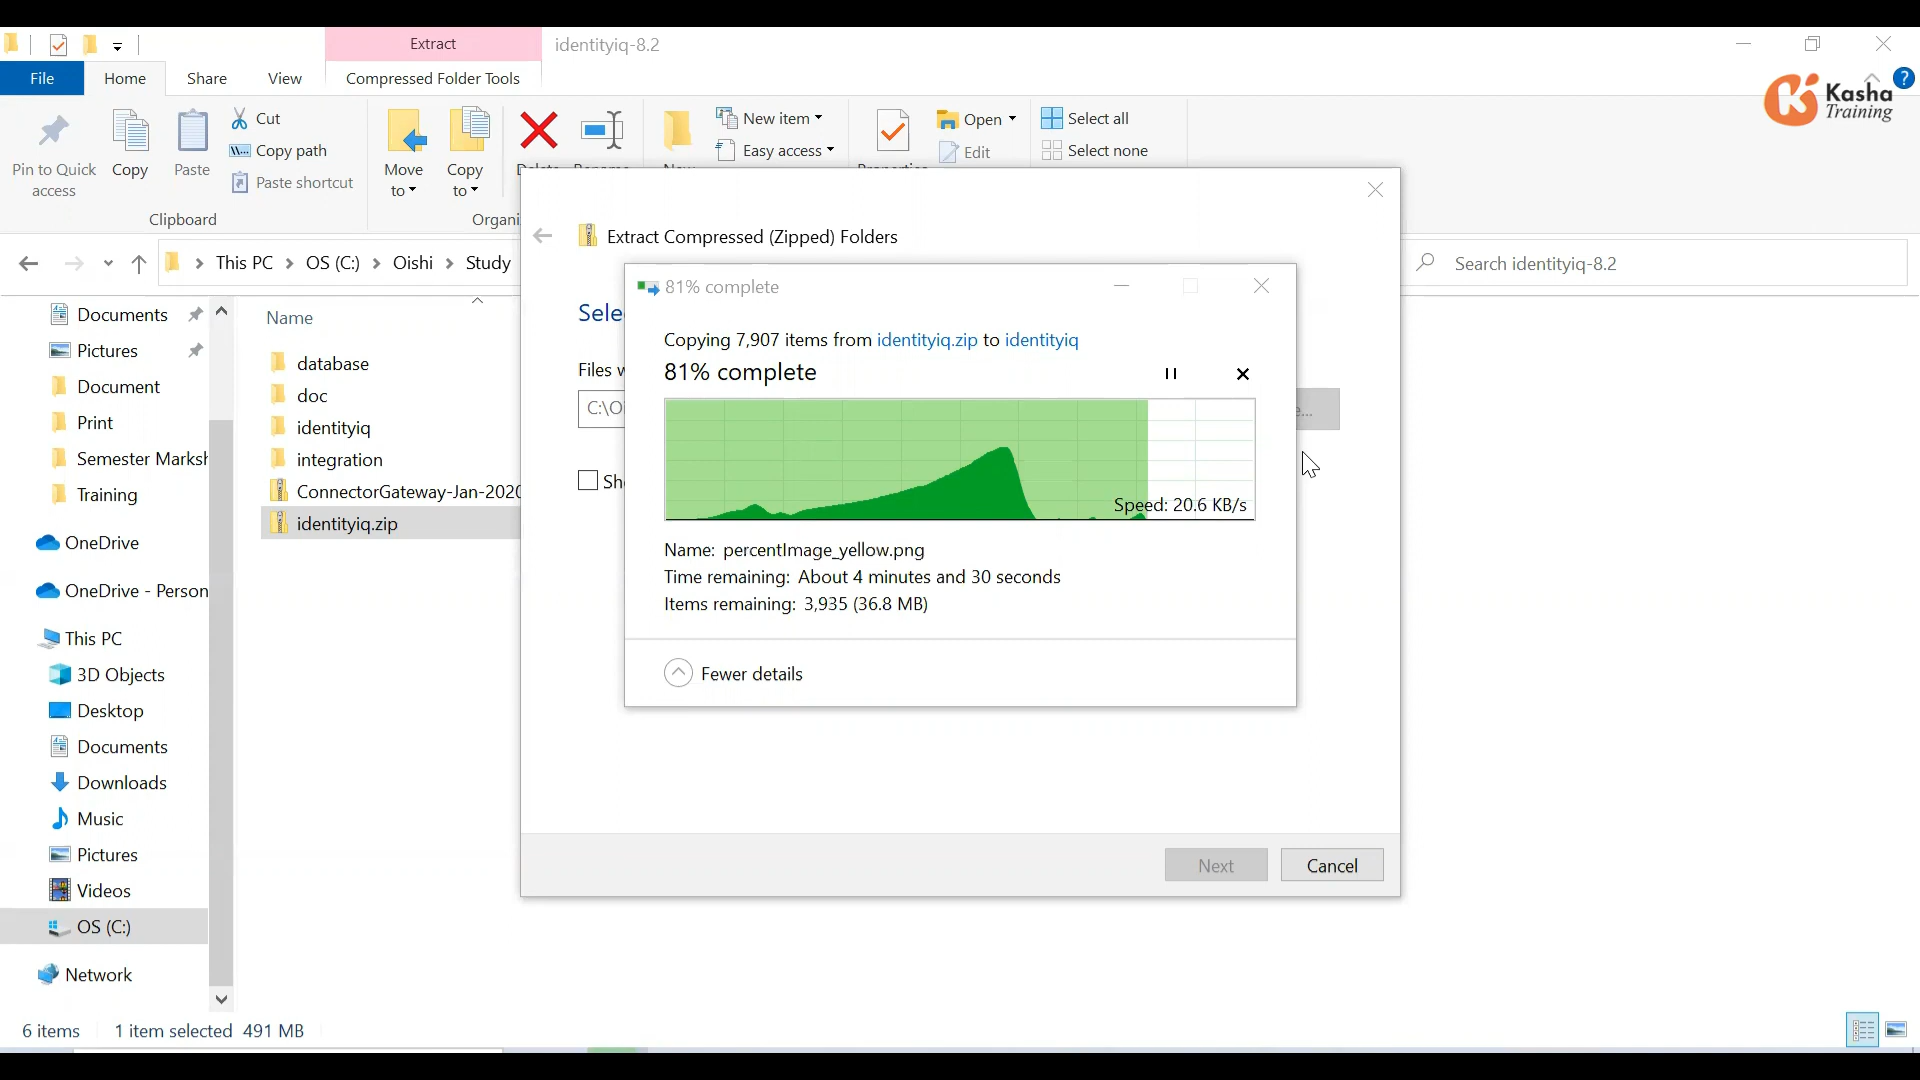 Extract
identityiq-8.2
File
Home
Share
View
Compressed Folder Tools
?
Kasha
Training
Pin to Quick
access
Copy
Paste
Cut
Copy path
Paste shortcut
Clipboard
Move
to
Copy
to
Organi
New item
Easy access
Open
Edit
Select all
Select none
This PC
OS (C:)
Oishi
Study
Search identityiq-8.2
Documents
Pictures
Document
Print
Semester Marksh
Training
OneDrive
OneDrive - Person
This PC
3D Objects
Desktop
Documents
Downloads
Music
Pictures
Videos
OS (C:)
Network
Name
database
doc
identityiq
integration
ConnectorGateway-Jan-2020
identityiq.zip
Extract Compressed (Zipped) Folders
Sele
Files w
C:\Oi
Sho
81% complete
Copying 7,907 items from identityiq.zip to identityiq
81% complete
Speed: 20.6 KB/s
Name: percentImage_yellow.png
Time remaining: About 4 minutes and 30 seconds
Items remaining: 3,935 (36.8 MB)
Fewer details
Next
Cancel
6 items
1 item selected 491 MB